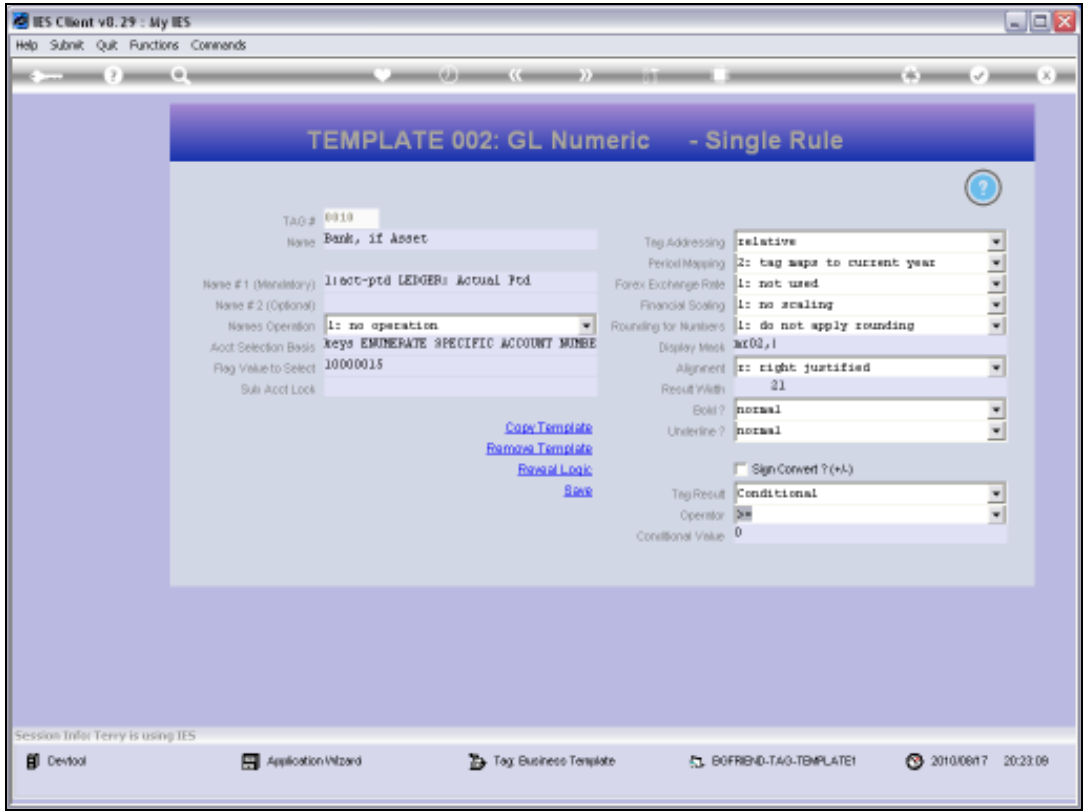 IES Client v8.29 : My IES
Help Submit Quit Functions Commands
TEMPLATE 002: GL Numeric - Single Rule
TAG # 0010
Name Bank, if Asset
Name # 1 (Mandatory) l:act-ptd LEDGER: Actual Ptd
Name # 2 (Optional)
Names Operation 1: no operation
Acct Selection Basis keys ENUMERATE SPECIFIC ACCOUNT NUMBE
Flag Value to Select 10000015
Sub Acct Lock
Copy Template
Remove Template
Reveal Logic
Save
Tag Addressing relative
Period Mapping 2: tag maps to current year
Forex Exchange Rate 1: not used
Financial Scaling 1: no scaling
Rounding for Numbers 1: do not apply rounding
Display Mask mr02,|
Alignment r: right justified
Result Width 21
Bold ? normal
Underline ? normal
Sign Convert ? (+/-)
Tag Result Conditional
Operator >=
Conditional Value 0
Session Info: Terry is using IES
Devtool Application Wizard Tag: Business Template BGFRIEND-TAG-TEMPLATE1 2010/08/17 20:23:09